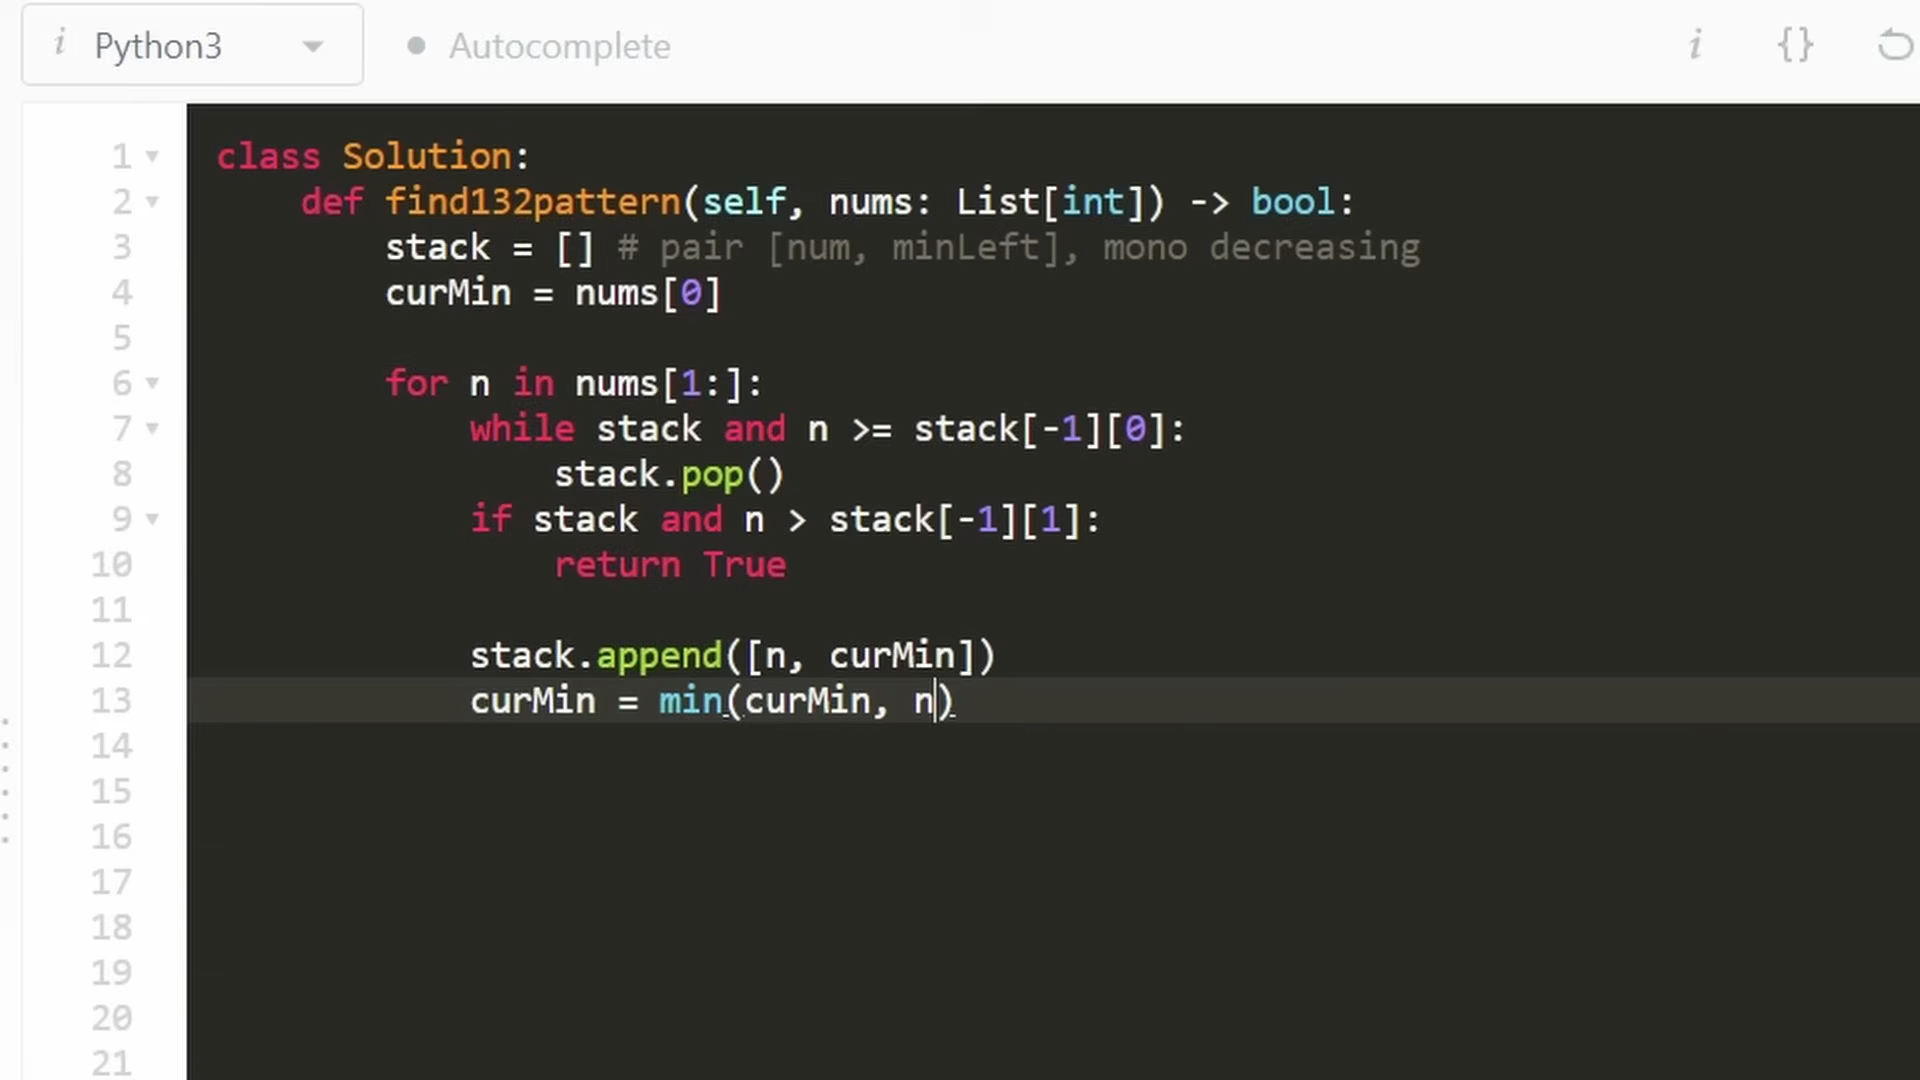 i Python3 Autocomplete i {}
1 class Solution:
2 def find132pattern(self, nums: List[int]) -> bool:
3 stack = [] # pair [num, minLeft], mono decreasing
4 curMin = nums[0]
5
6 for n in nums[1:]:
7 while stack and n >= stack[-1][0]:
8 stack.pop()
9 if stack and n > stack[-1][1]:
10 return True
11
12 stack.append([n, curMin])
13 curMin = min(curMin, n)
14
15
16
17
18
19
20
21